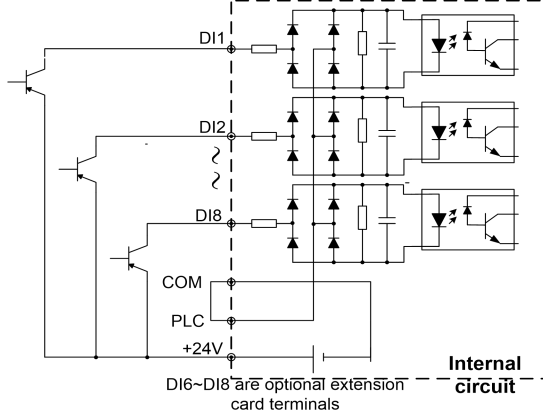 DI1
DI2
DI8
COM
PLC
+24V
Internal
circuit
DI6~DI8 are optional extension
card terminals